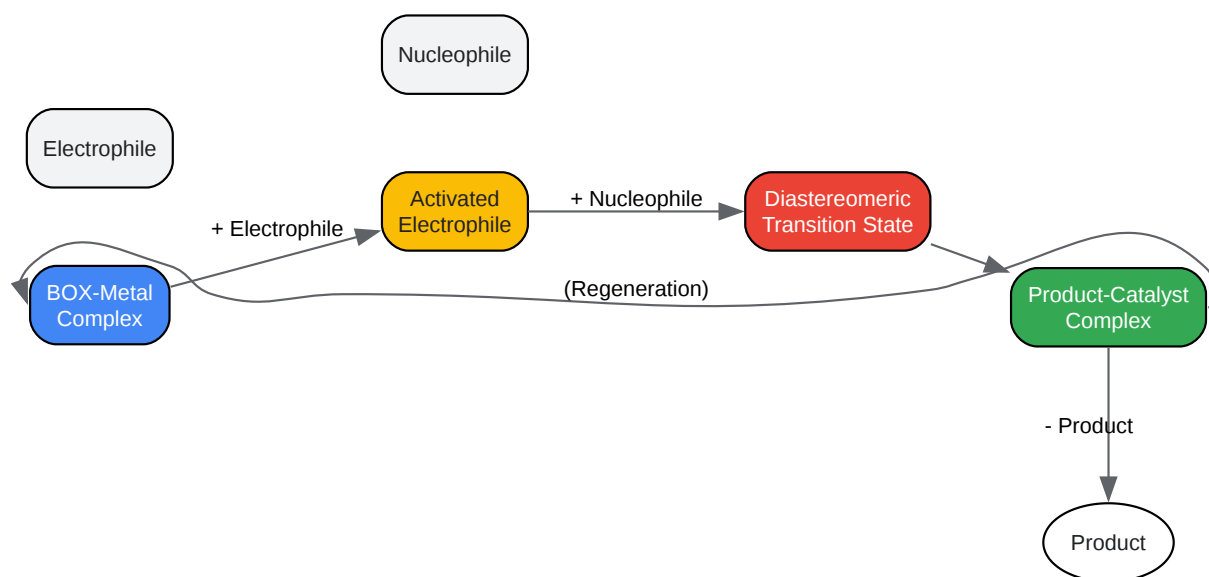 Nucleophile
Electrophile
Activated
Electrophile
+ Nucleophile
Diastereomeric
Transition State
+ Electrophile
BOX-Metal
Complex
(Regeneration)
Product-Catalyst
Complex
- Product
Product